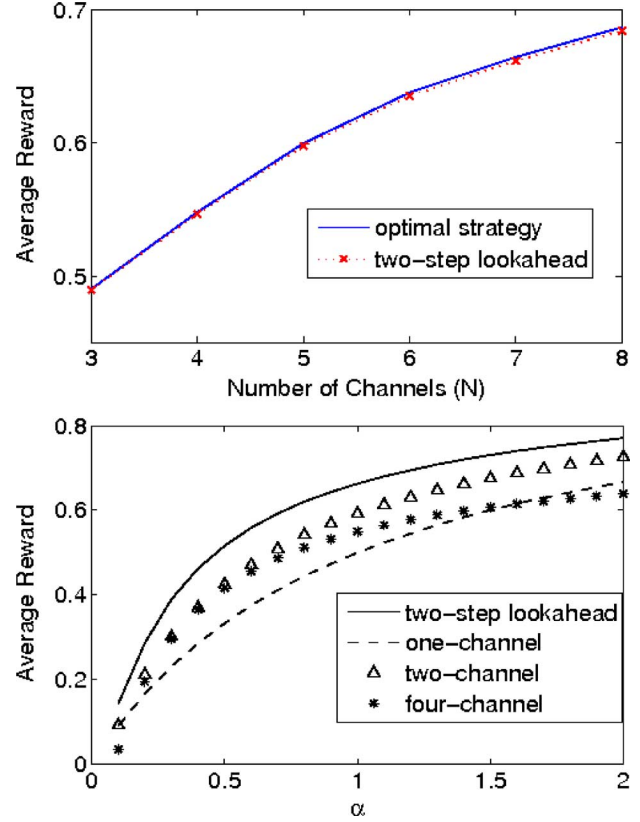 0.7
0.6
0.5
Average Reward
optimal strategy
two-step lookahead
3 4 5 6 7 8
Number of Channels (N)
0.8
0.6
0.4
0.2
0
Average Reward
two-step lookahead
one-channel
two-channel
four-channel
0 0.5 1 1.5 2
α